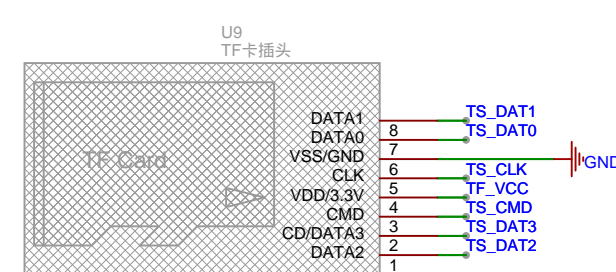 U9
TF卡插头
DATA1
TS_DAT1
8
DATA0
TS_DAT0
7
VSS/GND
GND
6
TF Card
CLK
TS_CLK
5
VDD/3.3V
TF_VCC
4
CMD
TS_CMD
3
CD/DATA3
TS_DAT3
2
DATA2
TS_DAT2
1